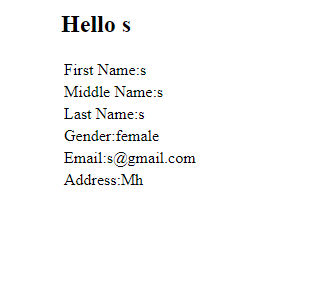 Hello s
First Name:s
Middle Name:s
Last Name:s
Gender:female
Email:s@gmail.com
Address:Mh